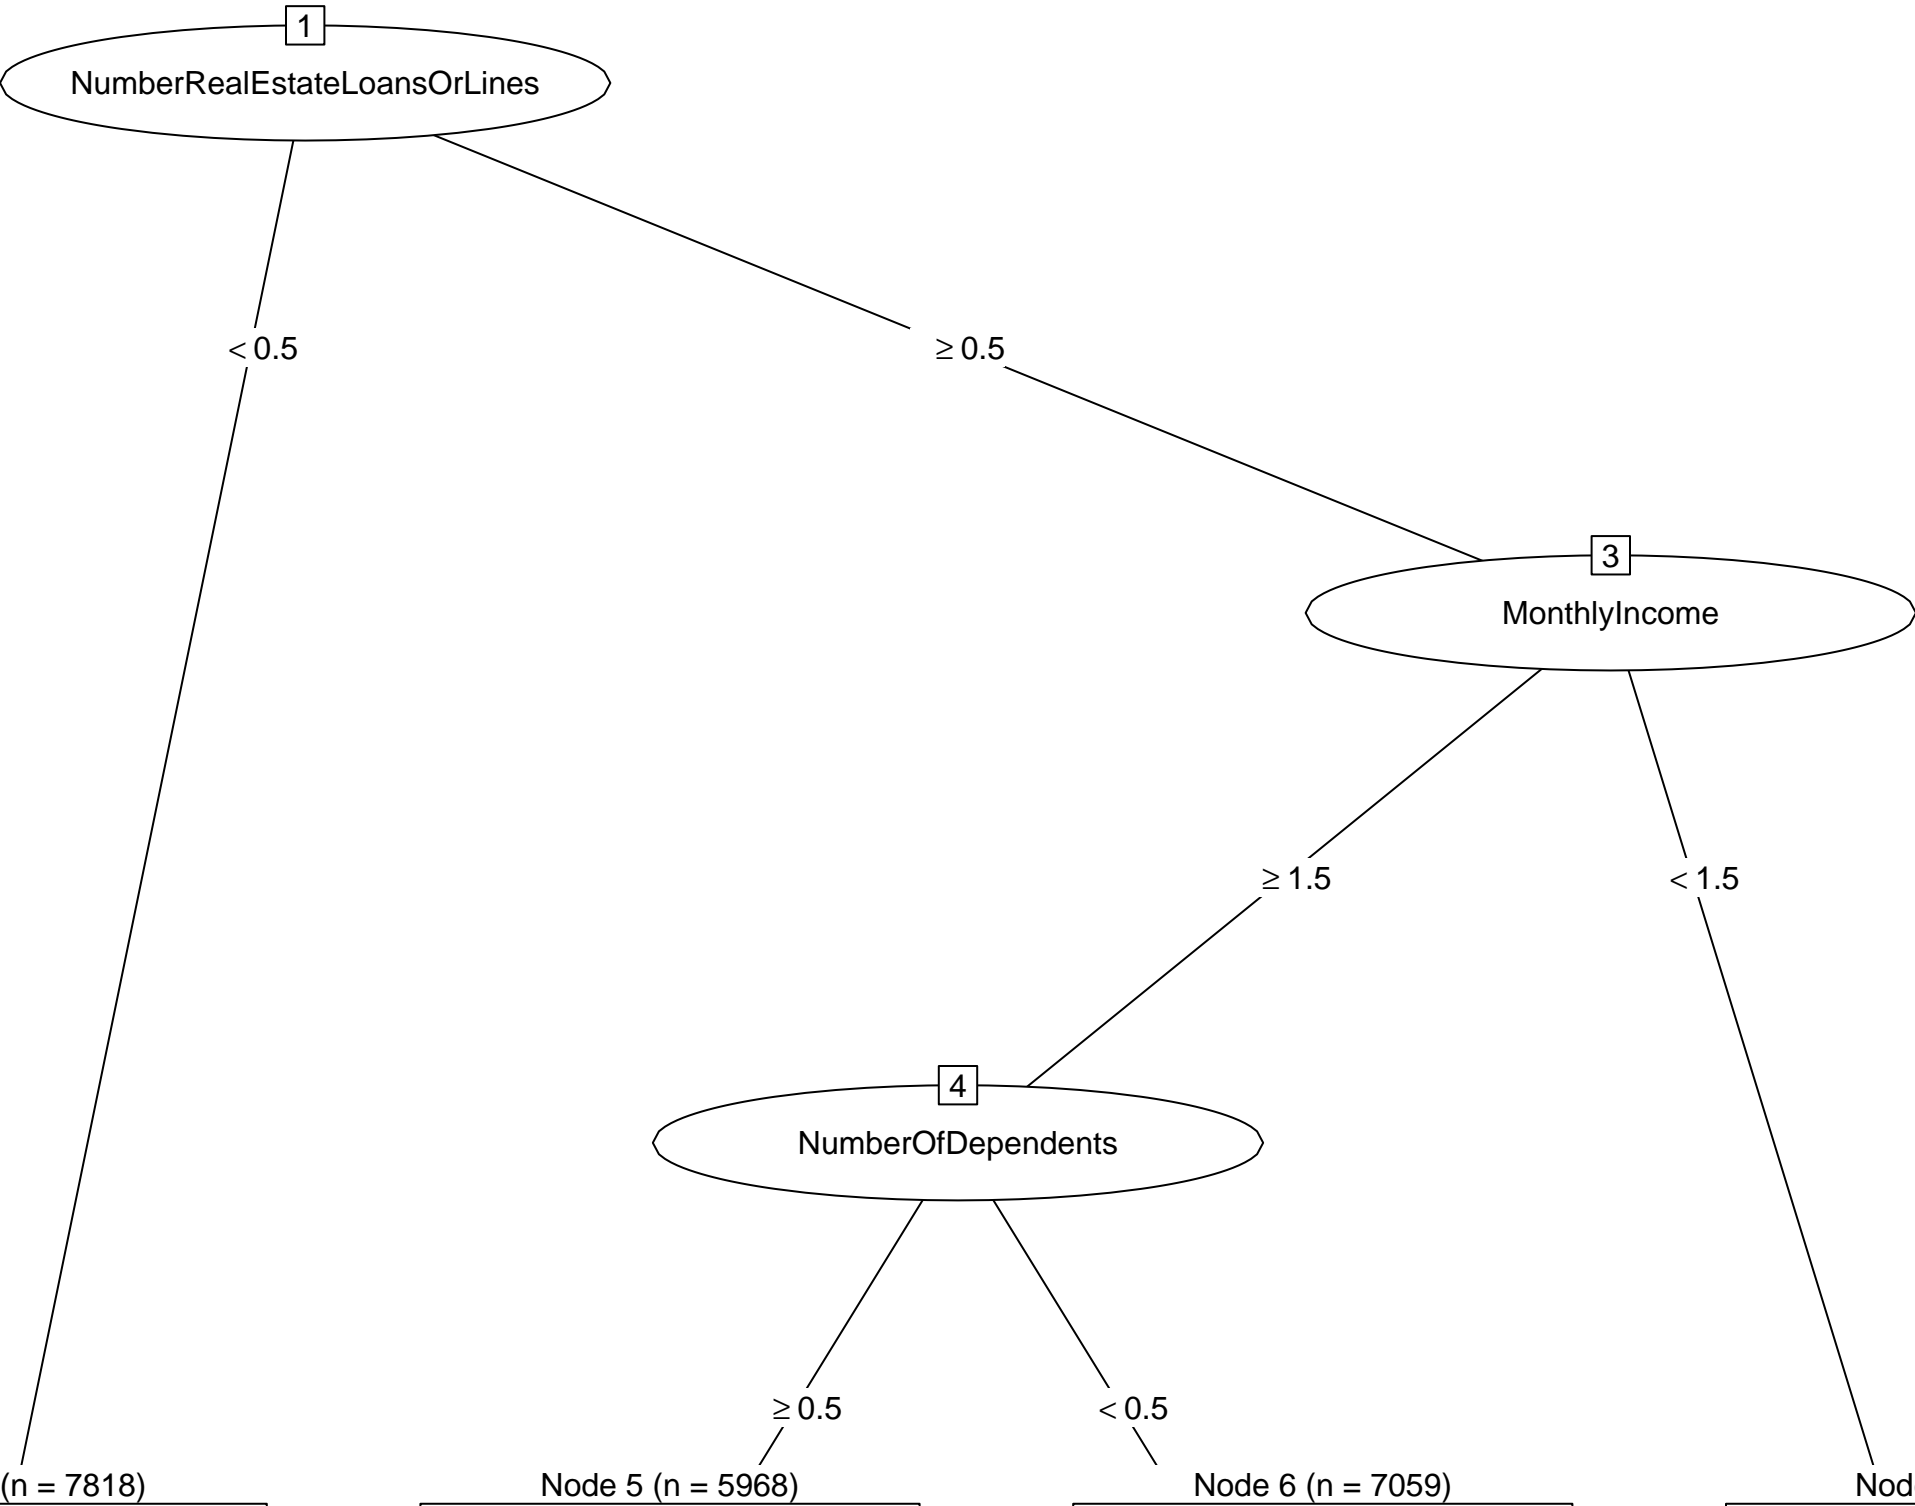 1
NumberRealEstateLoansOrLines
< 0.5
≥ 0.5
3
MonthlyIncome
≥ 1.5
< 1.5
4
NumberOfDependents
≥ 0.5
< 0.5
(n = 7818)
Node 5 (n = 5968)
Node 6 (n = 7059)